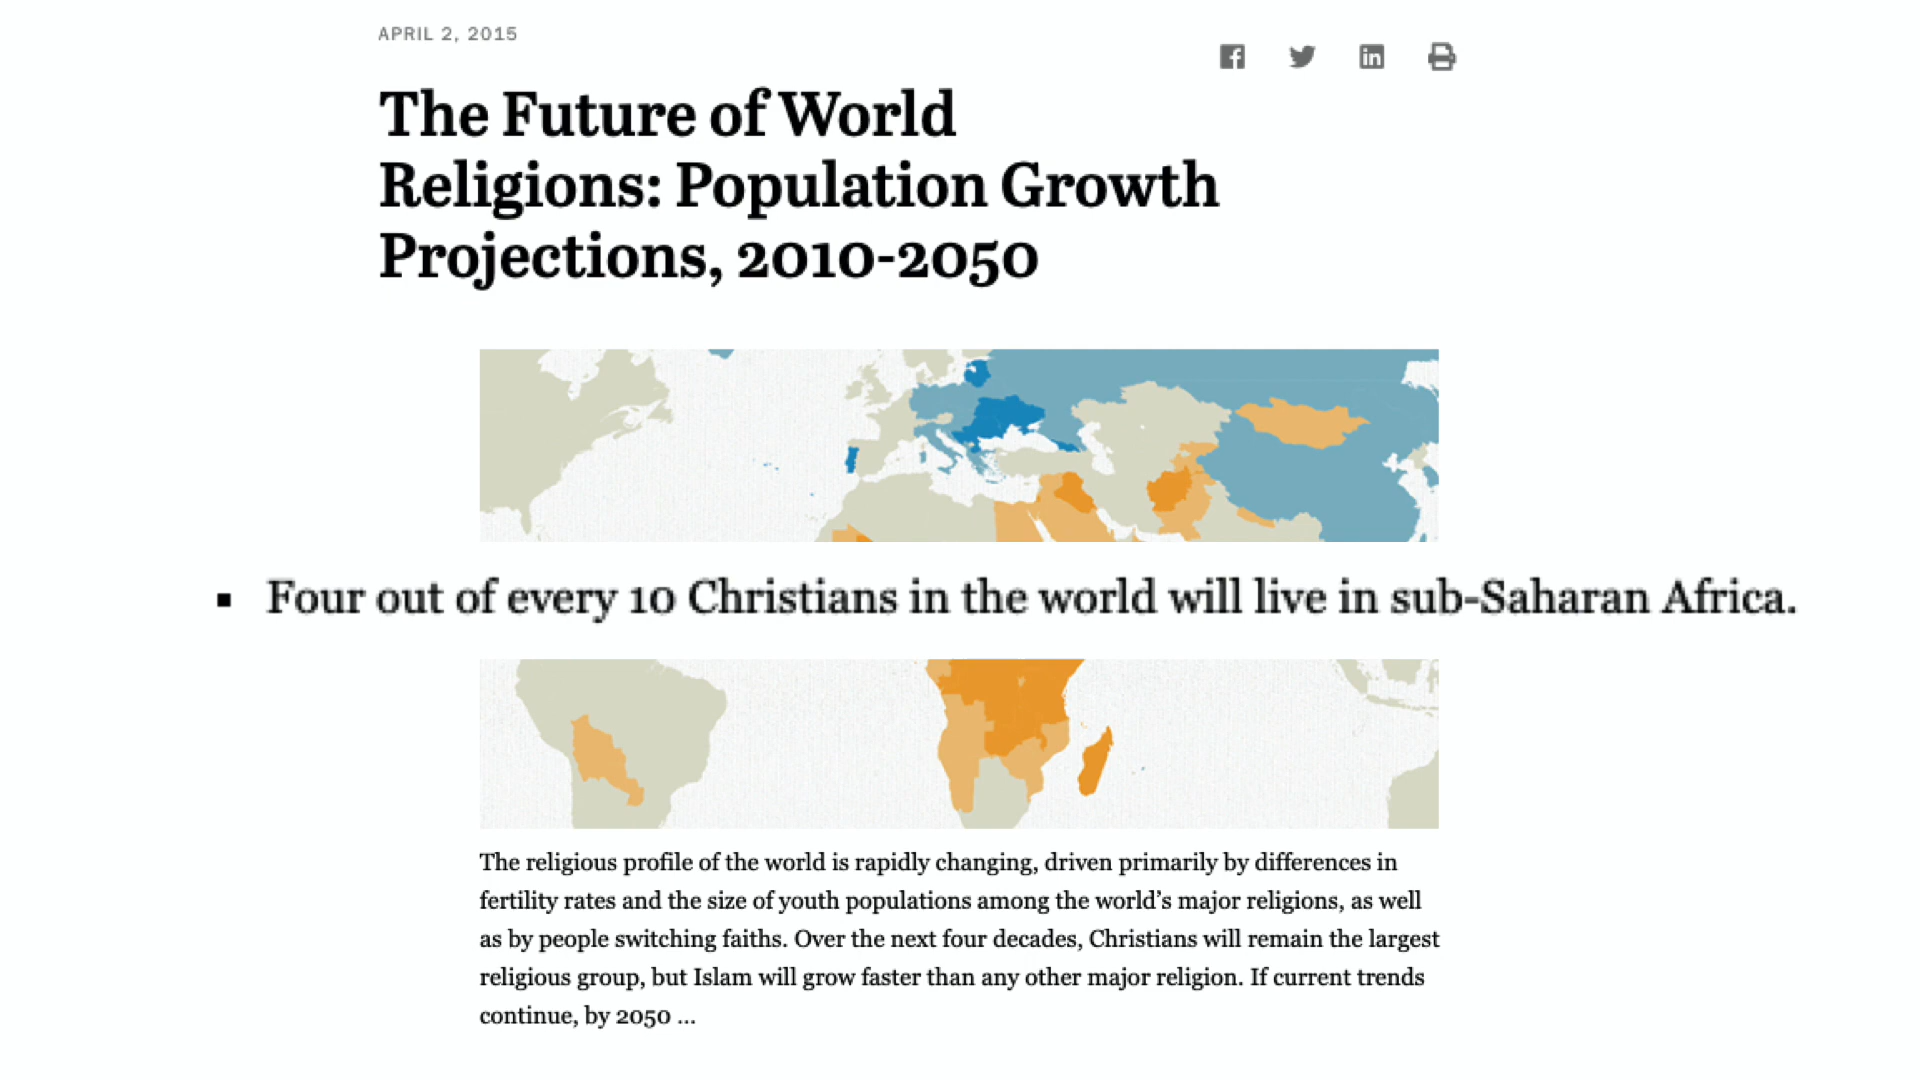 APRIL 2, 2015
The Future of World
Religions: Population Growth
Projections, 2010-2050
▪ Four out of every 10 Christians in the world will live in sub-Saharan Africa.
The religious profile of the world is rapidly changing, driven primarily by differences in
fertility rates and the size of youth populations among the world’s major religions, as well
as by people switching faiths. Over the next four decades, Christians will remain the largest
religious group, but Islam will grow faster than any other major religion. If current trends
continue, by 2050 ...